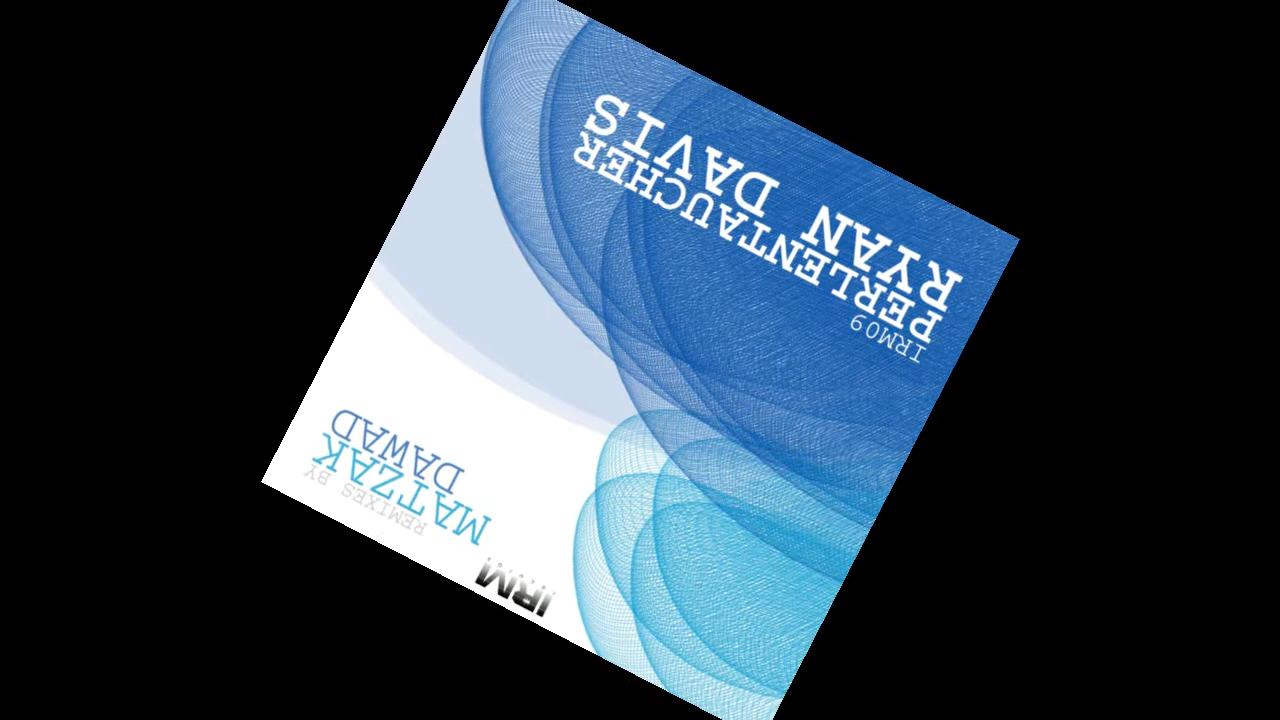 IRM
REMIXES BY
MATZAK
DAWAD
IRM09
PERLENTAUCHER
RYAN DAVIS